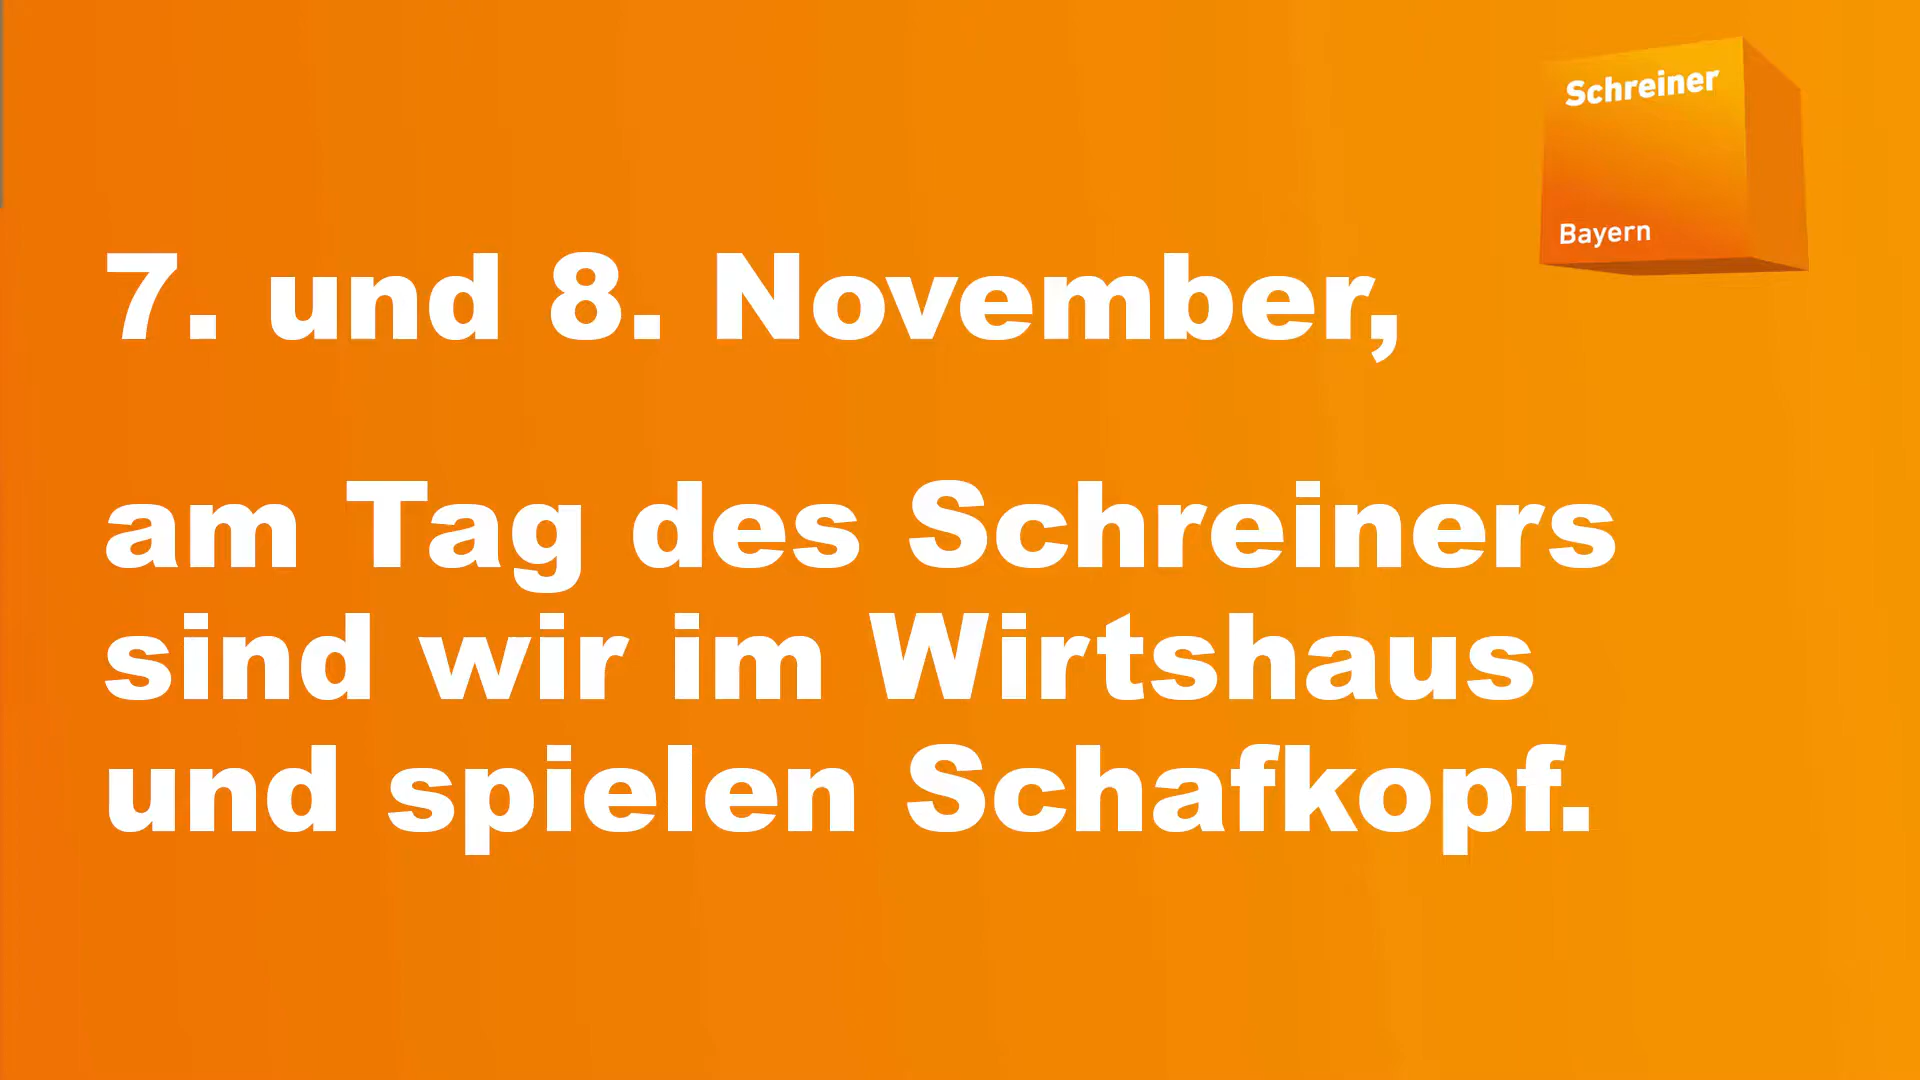 Schreiner
Bayern
7. und 8. November,
am Tag des Schreiners
sind wir im Wirtshaus
und spielen Schafkopf.